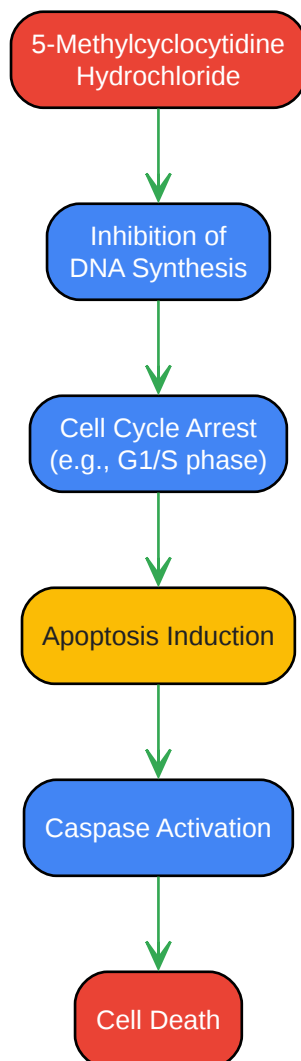 5-Methylcyclocytidine
Hydrochloride
Inhibition of
DNA Synthesis
Cell Cycle Arrest
(e.g., G1/S phase)
Apoptosis Induction
Caspase Activation
Cell Death